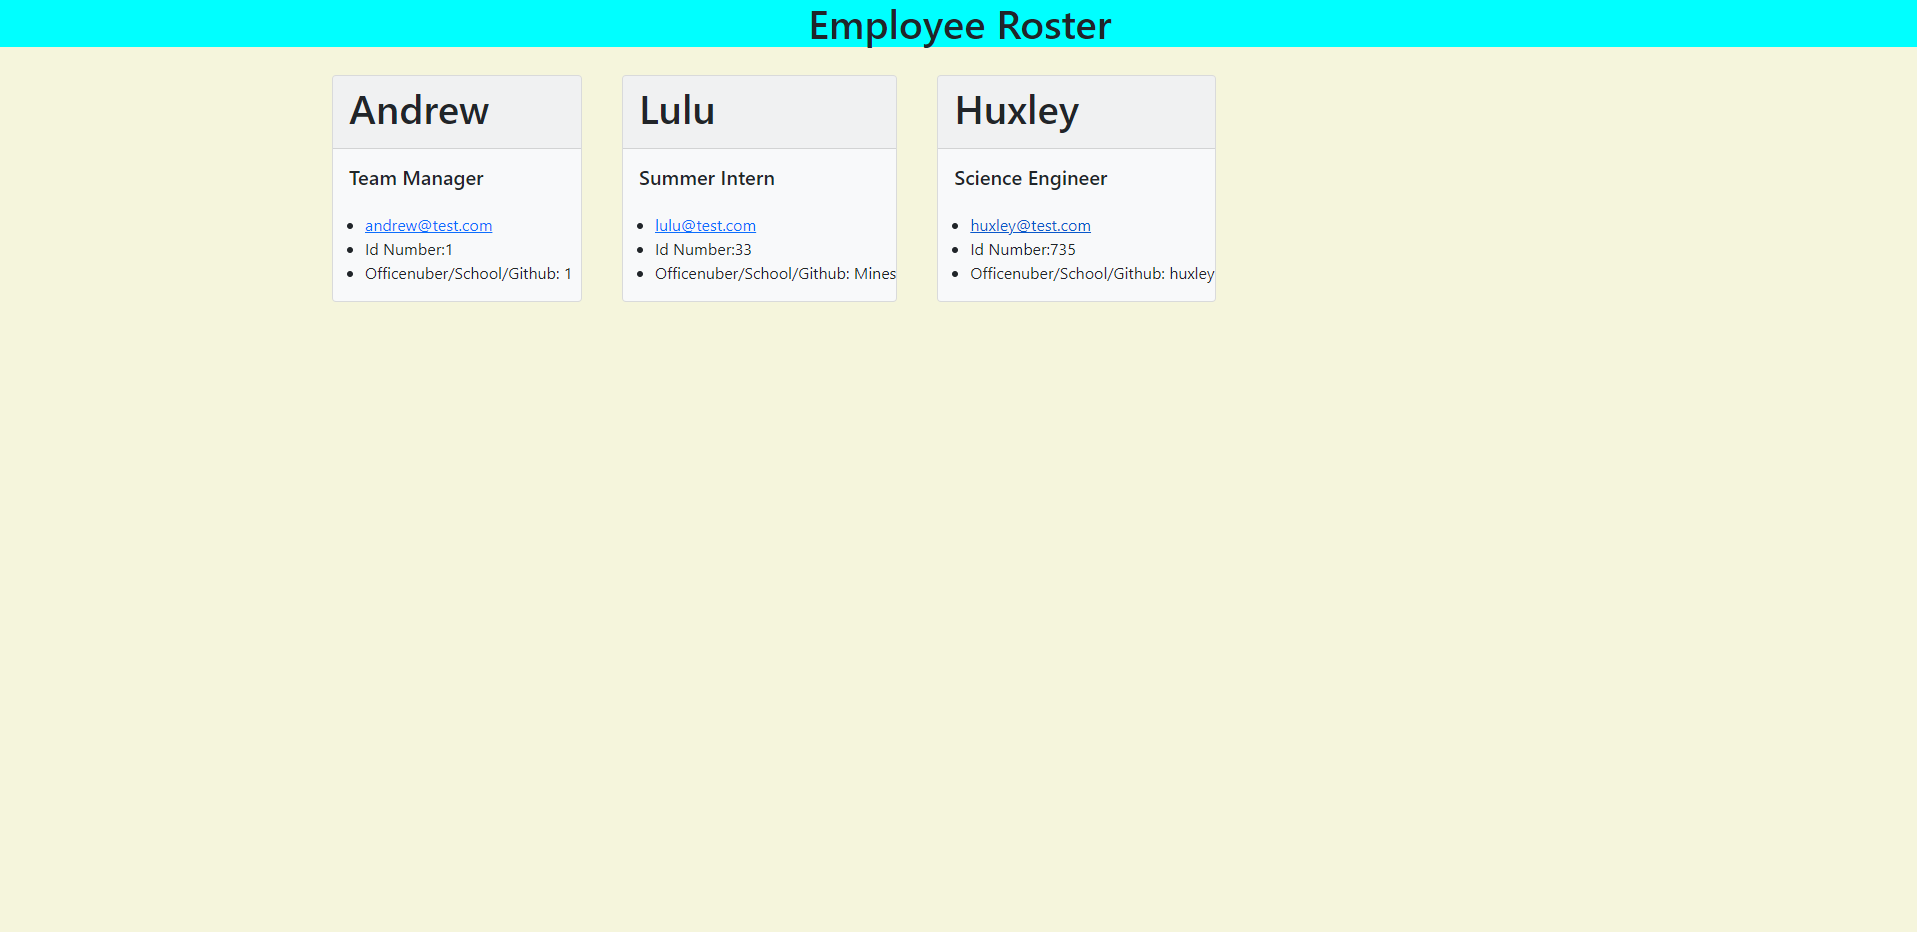 Employee Roster
Andrew
Team Manager
andrew@test.com
Id Number:1
Officenuber/School/Github: 1
Lulu
Summer Intern
lulu@test.com
Id Number:33
Officenuber/School/Github: Mines
Huxley
Science Engineer
huxley@test.com
Id Number:735
Officenuber/School/Github: huxley